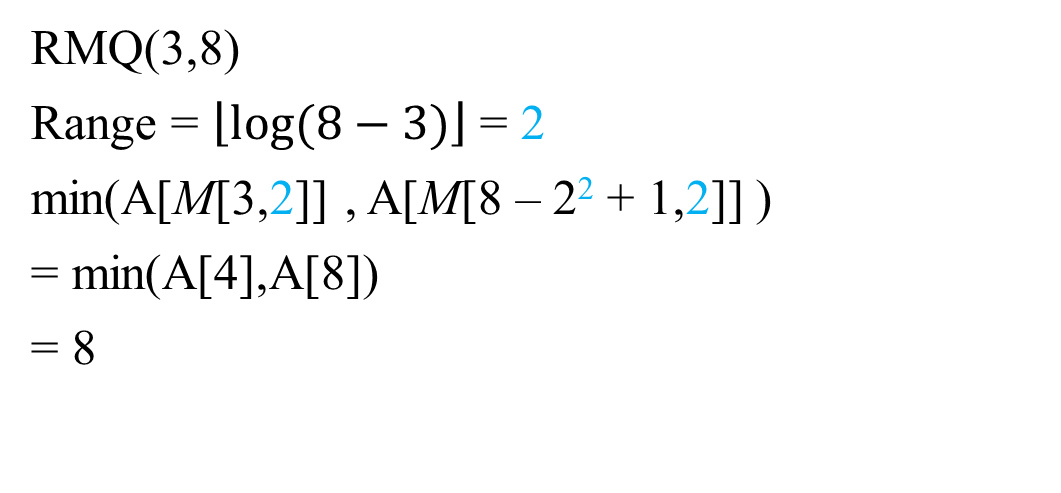 RMQ(3,8)
Range = ⌊log(8 − 3)⌋ = 2
min(A[M[3,2]] , A[M[8 – 2² + 1,2]] )
= min(A[4],A[8])
= 8